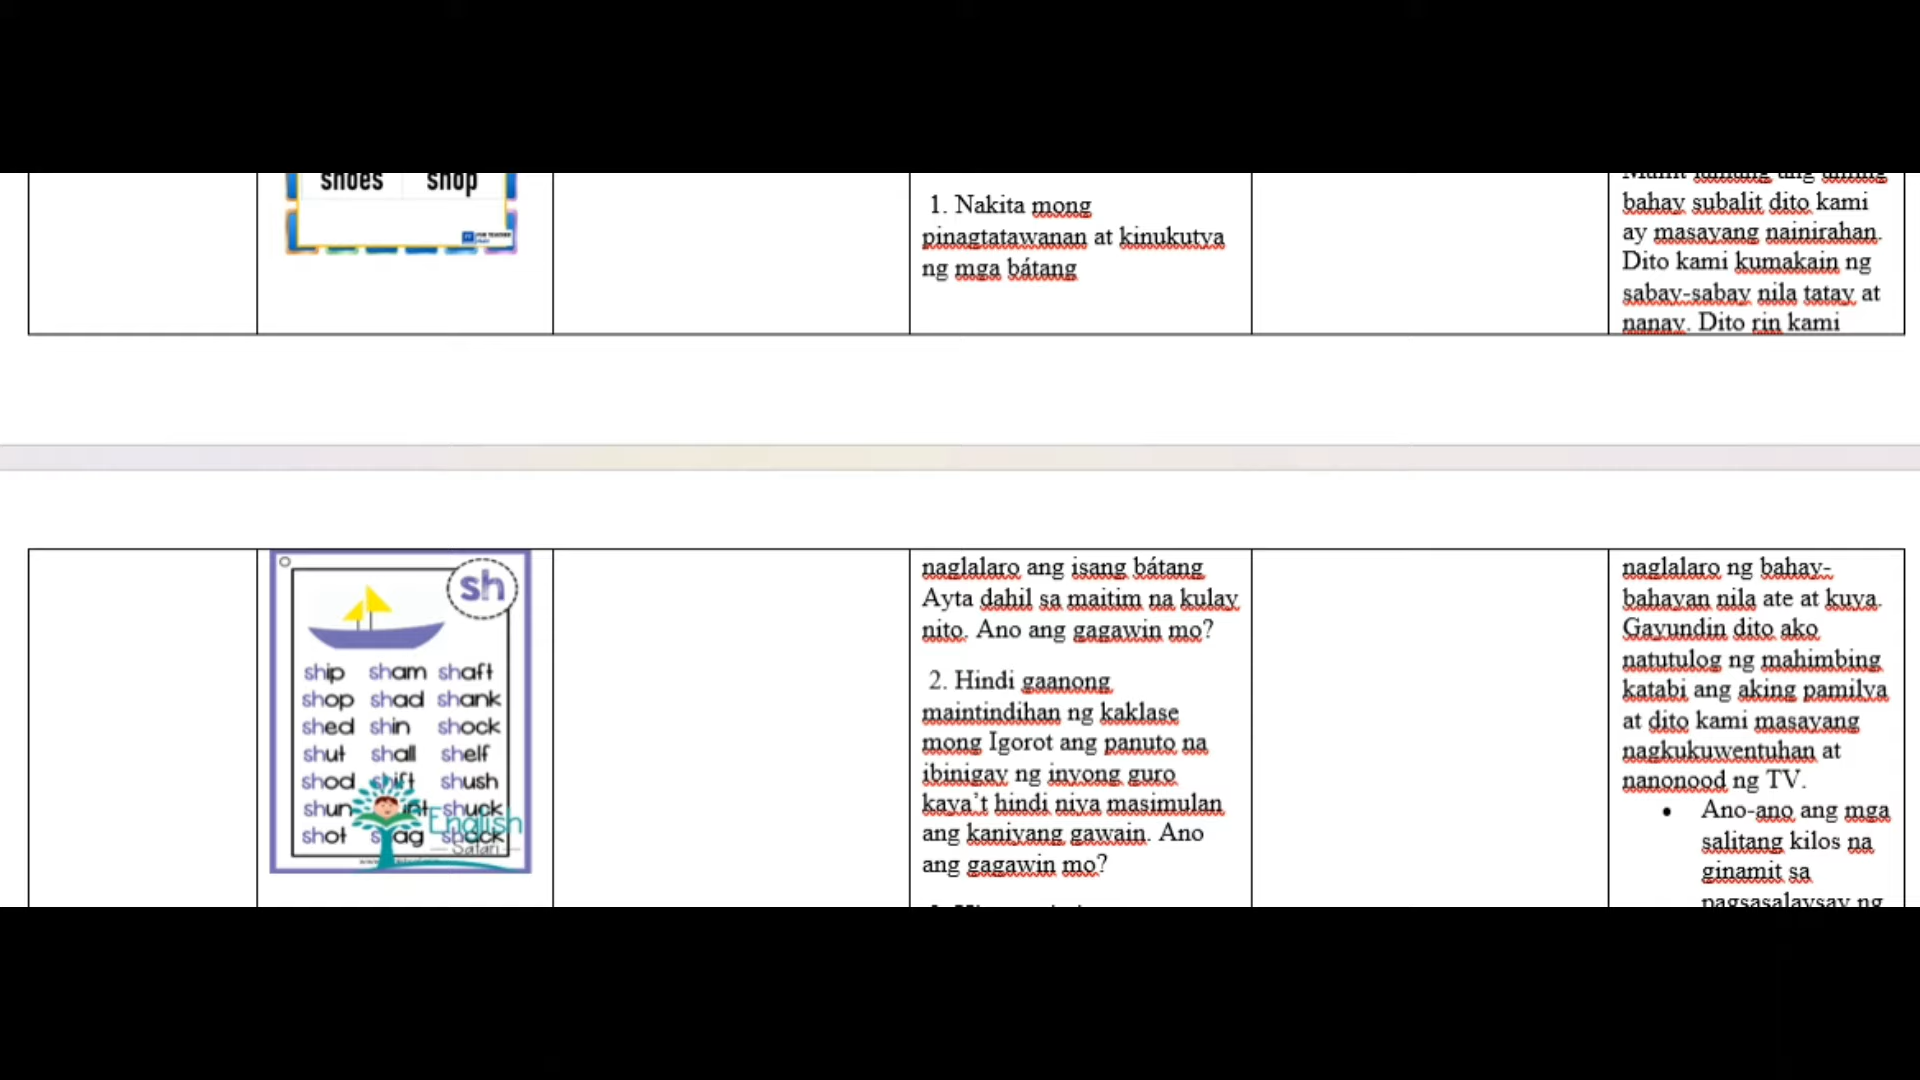 shoes shop
1. Nakita mong
pinagtatawanan at kinukutya
ng mga bátang
bahay subalit dito kami
ay masayang nainirahan.
Dito kami kumakain ng
sabay-sabay nila tatay at
nanay. Dito rin kami
sh
ship sham shaft
shop shad shank
shed shin shock
shut shall shelf
shod shift shush
shun shuck
shot
English
Safari
naglalaro ang isang bátang
Ayta dahil sa maitim na kulay
nito. Ano ang gagawin mo?
2. Hindi gaanong
maintindihan ng kaklase
mong Igorot ang panuto na
ibinigay ng inyong guro
kaya’t hindi niya masimulan
ang kaniyang gawain. Ano
ang gagawin mo?
naglalaro ng bahay-
bahayan nila ate at kuya.
Gayundin dito ako
natutulog ng mahimbing
katabi ang aking pamilya
at dito kami masayang
nagkukuwentuhan at
nanonood ng TV.
• Ano-ano ang mga
salitang kilos na
ginamit sa
pagsasalaysay ng